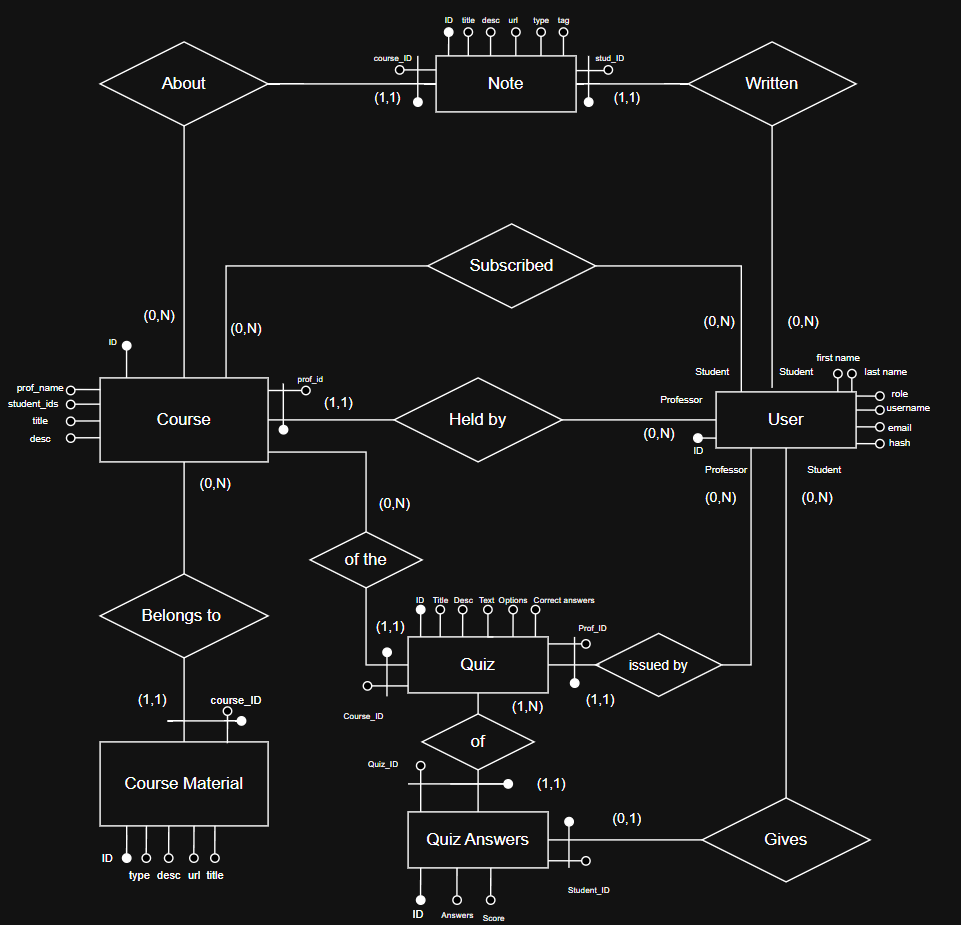 ID title desc url type tag
course_ID
stud_ID
About
Note
Written
(1,1)
(1,1)
Subscribed
(0,N)
(0,N)
(0,N)
(0,N)
ID
first name
last name
Student
Student
prof_name
student_ids
title
desc
Course
prof_id
(1,1)
Held by
Professor
(0,N)
ID
User
role
username
email
hash
Professor
Student
(0,N)
(0,N)
(0,N)
(0,N)
of the
Belongs to
ID Title Desc Text Options Correct answers
(1,1)
Prof_ID
Quiz
issued by
Course_ID
(1,N)
(1,1)
(1,1)
course_ID
of
Quiz_ID
(1,1)
Course Material
Quiz Answers
(0,1)
Gives
ID
type desc url title
Student_ID
ID
Answers
Score